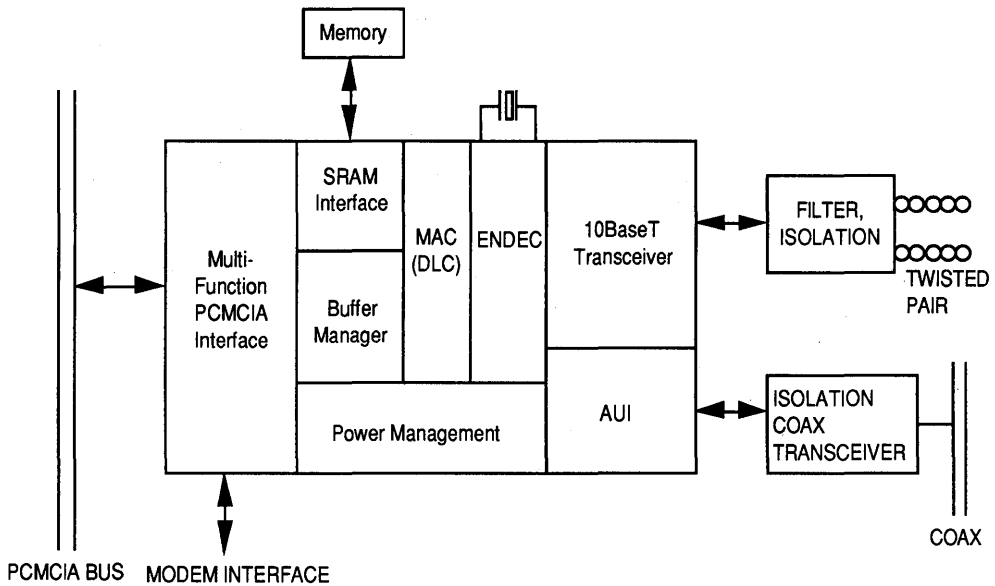 Memory
SRAM
Interface
MAC
(DLC)
ENDEC
10BaseT
Transceiver
FILTER,
ISOLATION
TWISTED
PAIR
Multi-
Function
PCMCIA
Interface
Buffer
Manager
Power Management
AUI
ISOLATION
COAX
TRANSCEIVER
COAX
PCMCIA BUS
MODEM INTERFACE